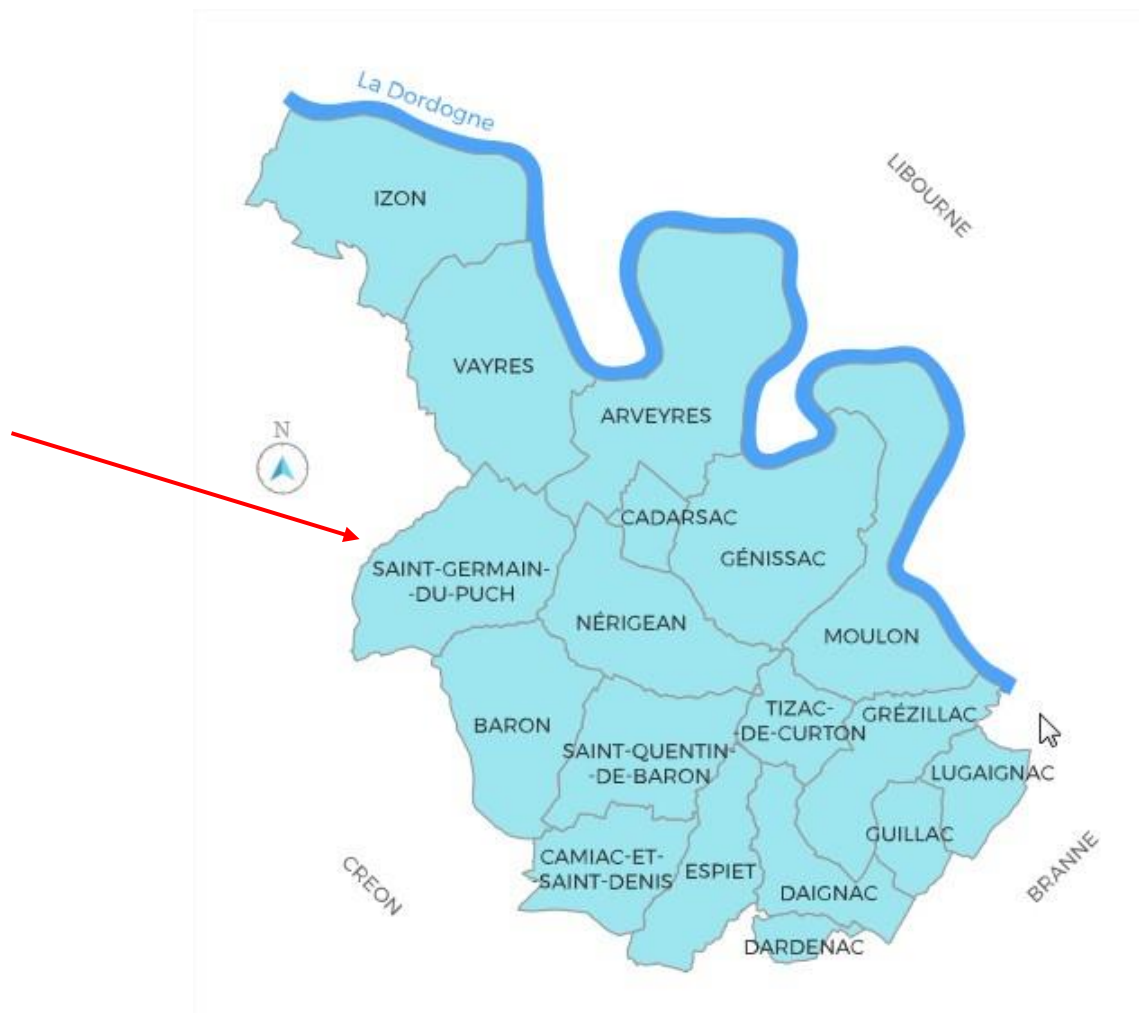 La Dordogne
LIBOURNE
IZON
VAYRES
ARVEYRES
N
CADARSAC
GÉNISSAC
SAINT-GERMAIN-
-DU-PUCH
NÉRIGEAN
MOULON
BARON
TIZAC-
-DE-CURTON
GRÉZILLAC
SAINT-QUENTIN-
-DE-BARON
LUGAIGNAC
GUILLAC
CREON
CAMIAC-ET-
-SAINT-DENIS
ESPIET
DAIGNAC
BRANNE
DARDENAC